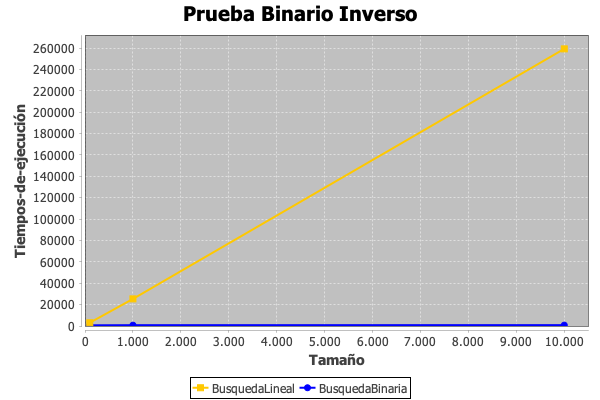 Prueba Binario Inverso
Tiempos-de-ejecución
260000
240000
220000
200000
180000
160000
140000
120000
100000
80000
60000
40000
20000
0
0 1.000 2.000 3.000 4.000 5.000 6.000 7.000 8.000 9.000 10.000
Tamaño
BusquedaLineal BusquedaBinaria